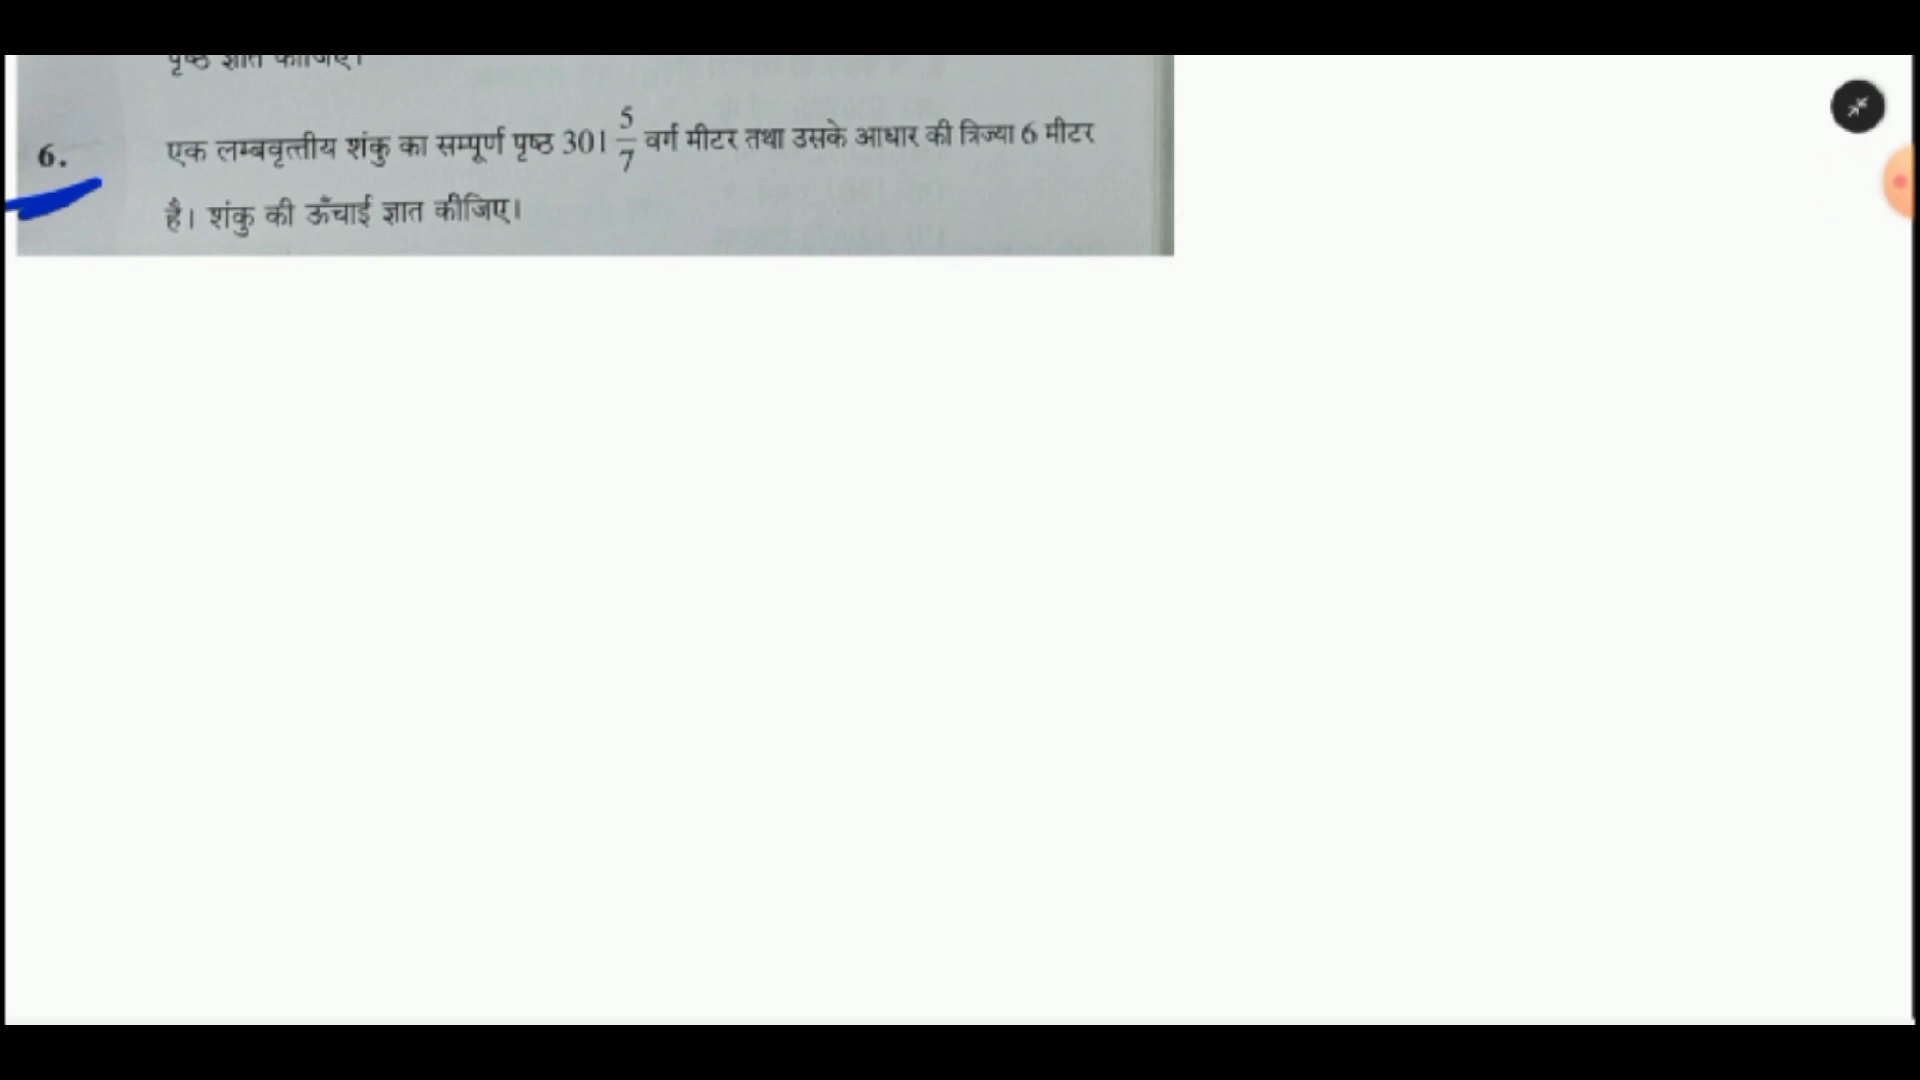 पृष्ठ ज्ञात कीजिए।
6. एक लम्बवृत्तीय शंकु का सम्पूर्ण पृष्ठ 301 5/7 वर्ग मीटर तथा उसके आधार की त्रिज्या 6 मीटर
है। शंकु की ऊँचाई ज्ञात कीजिए।